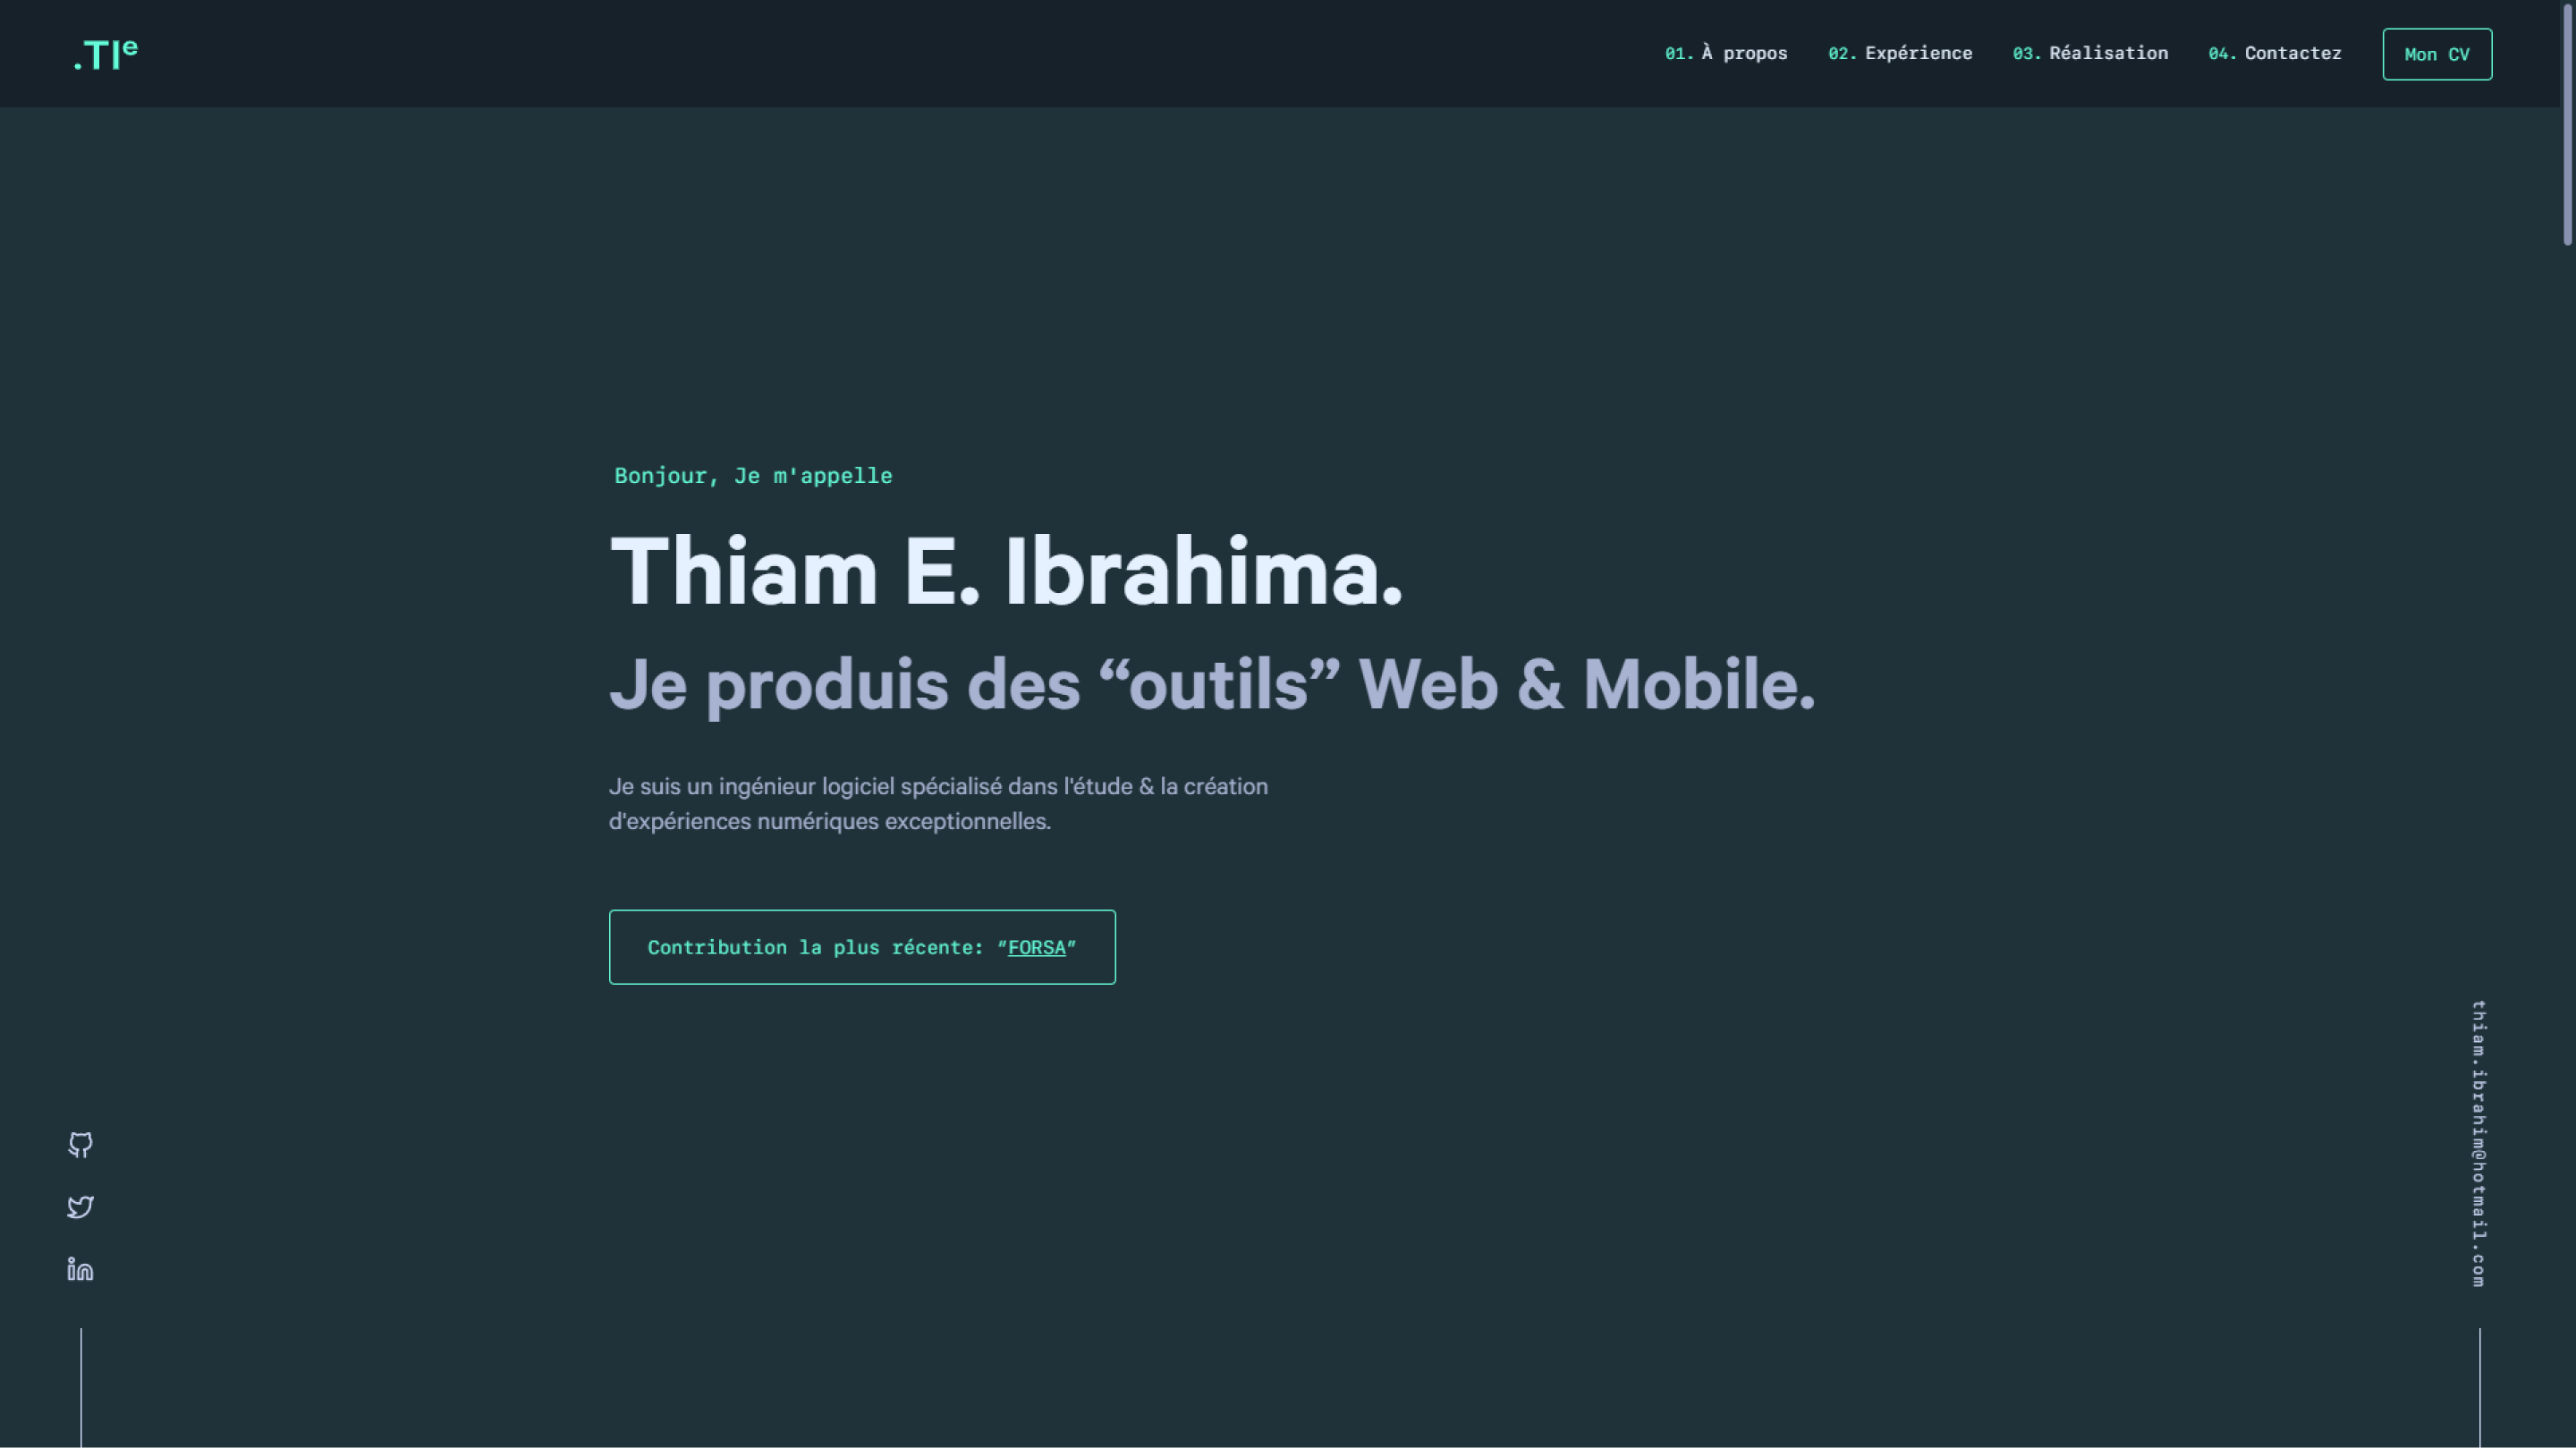 .TIe
01. À propos
02. Expérience
03. Réalisation
04. Contactez
Mon CV
Bonjour, Je m'appelle
Thiam E. Ibrahima.
Je produis des “outils” Web & Mobile.
Je suis un ingénieur logiciel spécialisé dans l'étude & la création
d'expériences numériques exceptionnelles.
Contribution la plus récente: “FORSA”
thiam.ibrahim@hotmail.com